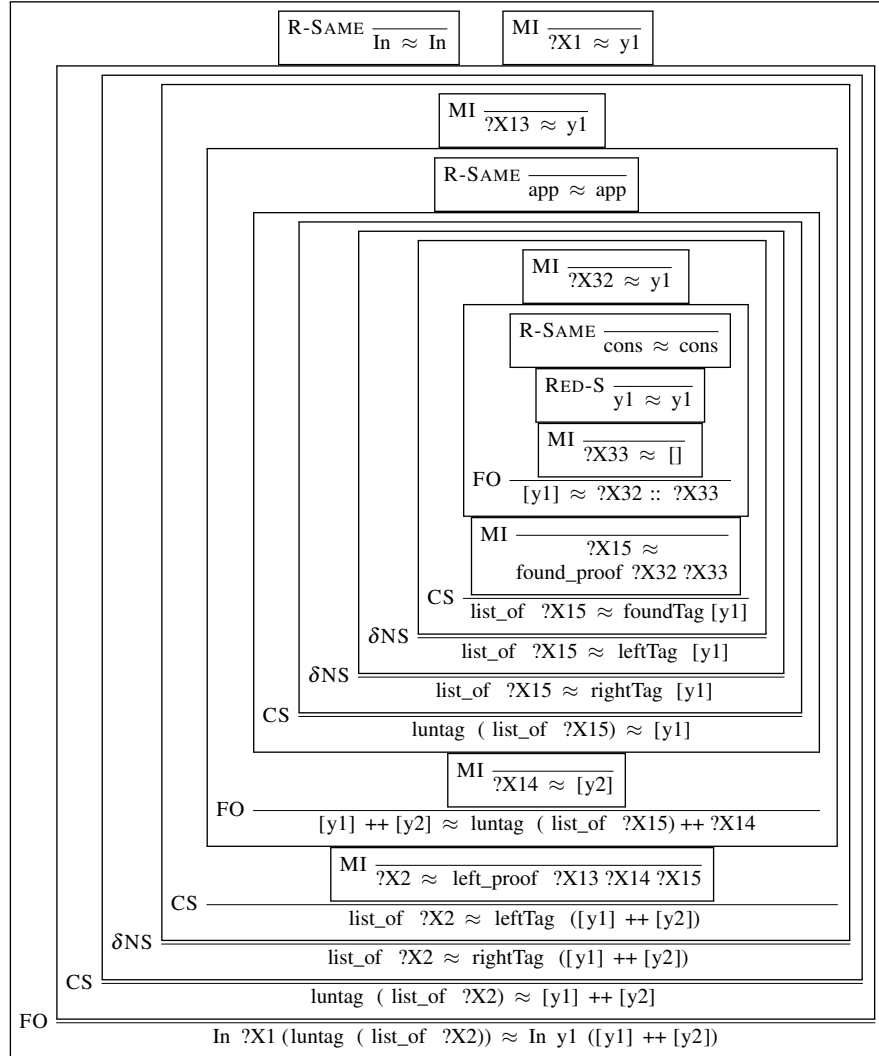 R-SAME In ≈ In MI ?X1 ≈ y1
MI ?X13 ≈ y1
R-SAME app ≈ app
MI ?X32 ≈ y1
R-SAME cons ≈ cons
RED-S y1 ≈ y1
MI ?X33 ≈ []
FO [y1] ≈ ?X32 :: ?X33
MI ?X15 ≈
found_proof ?X32 ?X33
CS list_of ?X15 ≈ foundTag [y1]
δNS list_of ?X15 ≈ leftTag [y1]
δNS list_of ?X15 ≈ rightTag [y1]
CS luntag ( list_of ?X15) ≈ [y1]
MI ?X14 ≈ [y2]
FO [y1] ++ [y2] ≈ luntag ( list_of ?X15) ++ ?X14
MI ?X2 ≈ left_proof ?X13 ?X14 ?X15
CS list_of ?X2 ≈ leftTag ([y1] ++ [y2])
δNS list_of ?X2 ≈ rightTag ([y1] ++ [y2])
CS luntag ( list_of ?X2) ≈ [y1] ++ [y2]
FO In ?X1 (luntag ( list_of ?X2)) ≈ In y1 ([y1] ++ [y2])